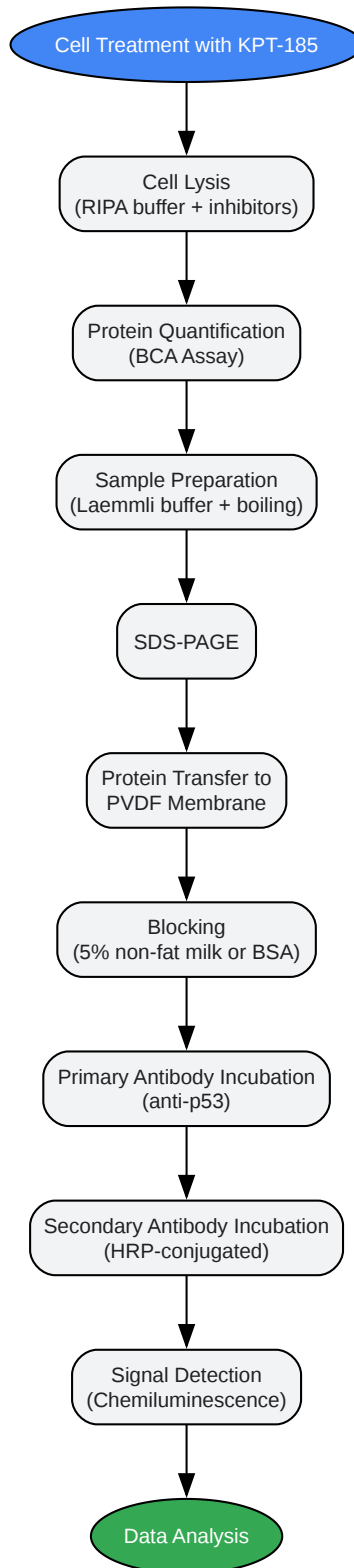 Cell Treatment with KPT-185
Cell Lysis
(RIPA buffer + inhibitors)
Protein Quantification
(BCA Assay)
Sample Preparation
(Laemmli buffer + boiling)
SDS-PAGE
Protein Transfer to
PVDF Membrane
Blocking
(5% non-fat milk or BSA)
Primary Antibody Incubation
(anti-p53)
Secondary Antibody Incubation
(HRP-conjugated)
Signal Detection
(Chemiluminescence)
Data Analysis